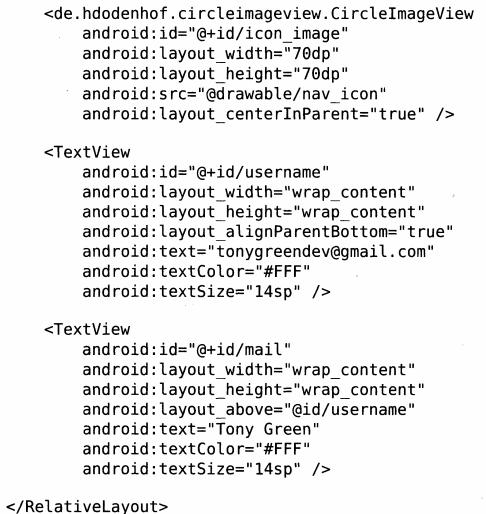 <de.hdodenhof.circleimageview.CircleImageView
android:id="@+id/icon_image"
android:layout_width="70dp"
android:layout_height="70dp"
android:src="@drawable/nav_icon"
android:layout_centerInParent="true" />
<TextView
android:id="@+id/username"
android:layout_width="wrap_content"
android:layout_height="wrap_content"
android:layout_alignParentBottom="true"
android:text="tonygreendev@gmail.com"
android:textColor="#FFF"
android:textSize="14sp" />
<TextView
android:id="@+id/mail"
android:layout_width="wrap_content"
android:layout_height="wrap_content"
android:layout_above="@id/username"
android:text="Tony Green"
android:textColor="#FFF"
android:textSize="14sp" />
</RelativeLayout>